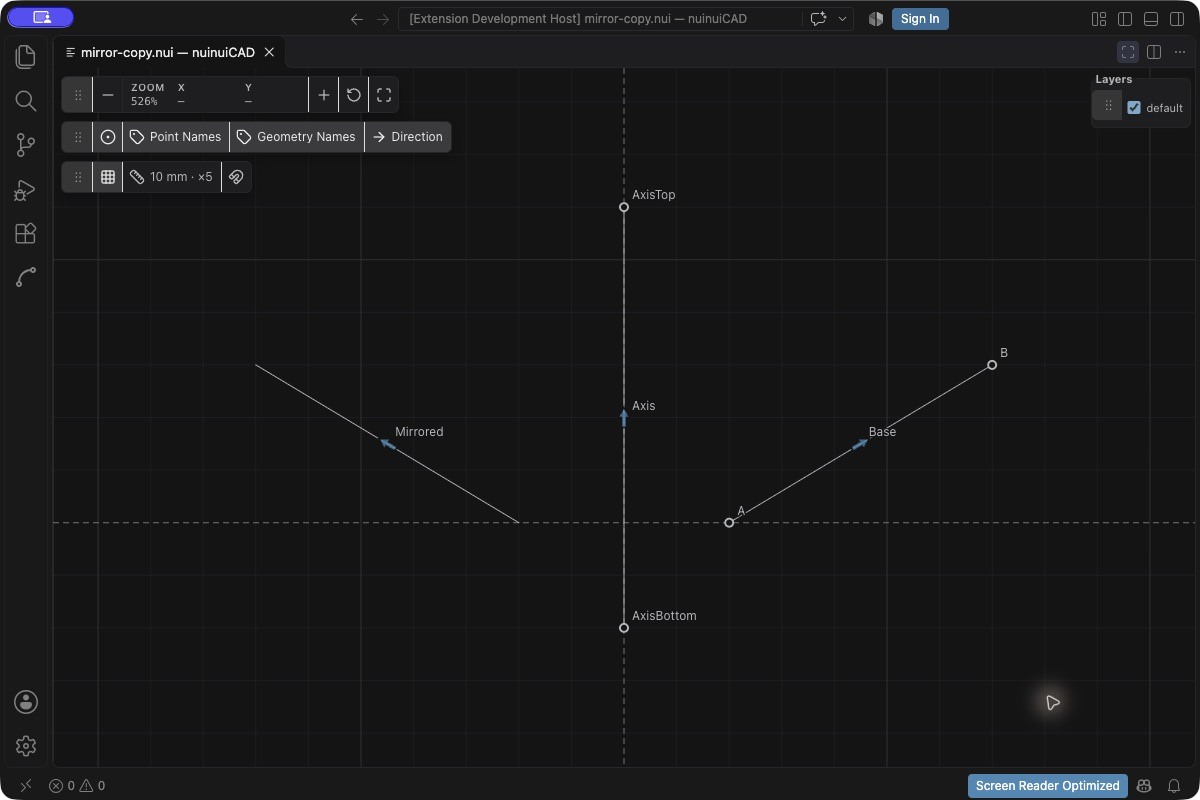 [Extension Development Host] mirror-copy.nui — nuinuiCAD
Sign In
mirror-copy.nui — nuinuiCAD
ZOOM X Y
526% – –
Layers
default
Point Names Geometry Names Direction
10 mm · ×5
AxisTop
B
Axis
Mirrored
Base
A
AxisBottom
0 0
Screen Reader Optimized